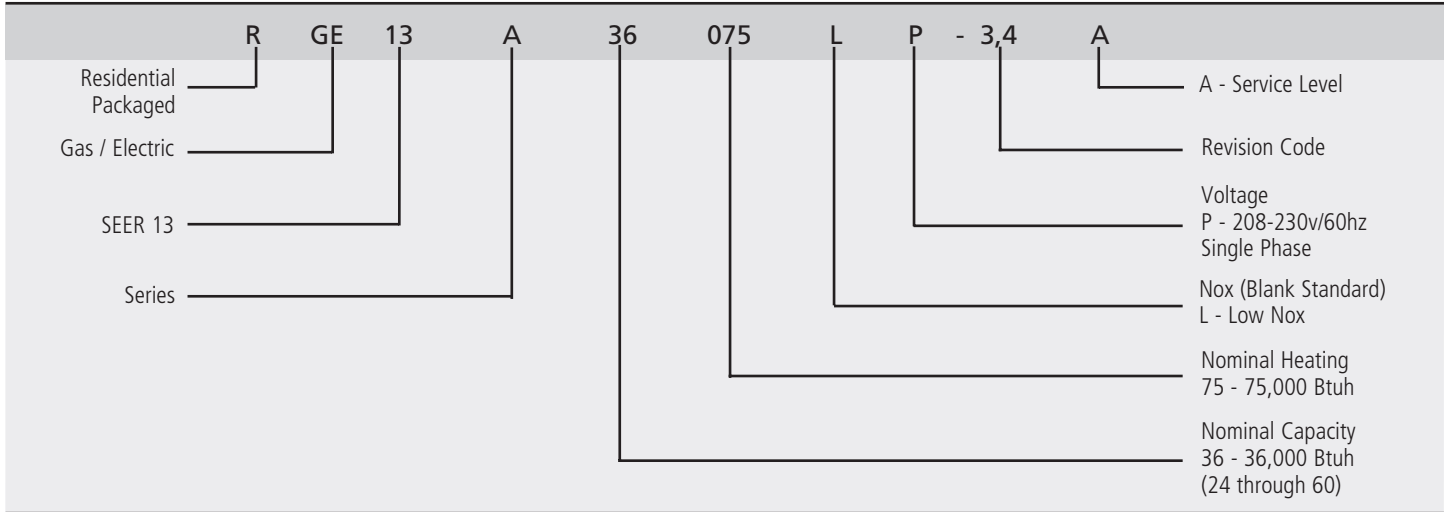 R GE 13 A 36 075 L P - 3,4 A
Residential
Packaged
Gas / Electric
SEER 13
Series
A - Service Level
Revision Code
Voltage
P - 208-230v/60hz
Single Phase
Nox (Blank Standard)
L - Low Nox
Nominal Heating
75 - 75,000 Btuh
Nominal Capacity
36 - 36,000 Btuh
(24 through 60)